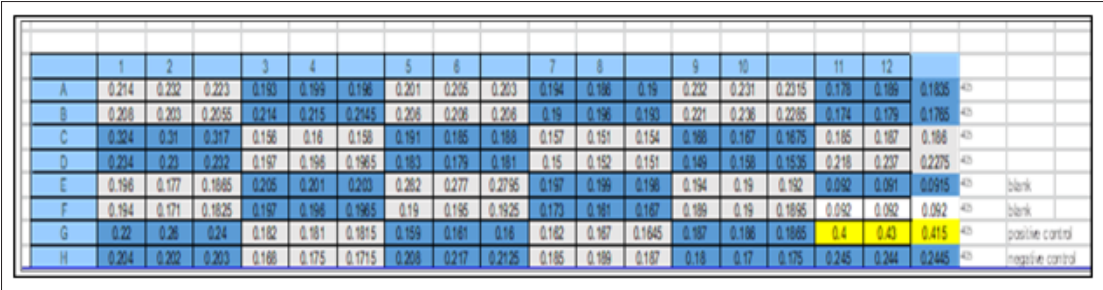 1 2 3 4 5 6 7 8 9 10 11 12
A 0.214 0.232 0.223 0.193 0.199 0.196 0.201 0.205 0.203 0.194 0.186 0.19 0.232 0.231 0.2315 0.178 0.189 0.1835
B 0.208 0.203 0.2055 0.214 0.215 0.2145 0.206 0.206 0.206 0.19 0.196 0.193 0.221 0.236 0.2285 0.174 0.179 0.1765
C 0.324 0.31 0.317 0.156 0.16 0.158 0.191 0.185 0.188 0.157 0.151 0.154 0.168 0.167 0.1675 0.185 0.187 0.186
D 0.234 0.23 0.232 0.197 0.196 0.1965 0.183 0.179 0.181 0.15 0.152 0.151 0.149 0.158 0.1535 0.218 0.237 0.2275
E 0.196 0.177 0.1865 0.205 0.201 0.203 0.282 0.277 0.2795 0.197 0.199 0.198 0.194 0.19 0.192 0.092 0.091 0.0915 blank
F 0.194 0.171 0.1825 0.197 0.196 0.1965 0.19 0.195 0.1925 0.173 0.161 0.167 0.189 0.19 0.1895 0.092 0.092 0.092 blank
G 0.22 0.26 0.24 0.182 0.181 0.1815 0.159 0.161 0.16 0.162 0.167 0.1645 0.187 0.186 0.1865 0.4 0.43 0.415 positive control
H 0.204 0.202 0.203 0.168 0.175 0.1715 0.208 0.217 0.2125 0.185 0.189 0.187 0.18 0.17 0.175 0.245 0.244 0.2445 negative control